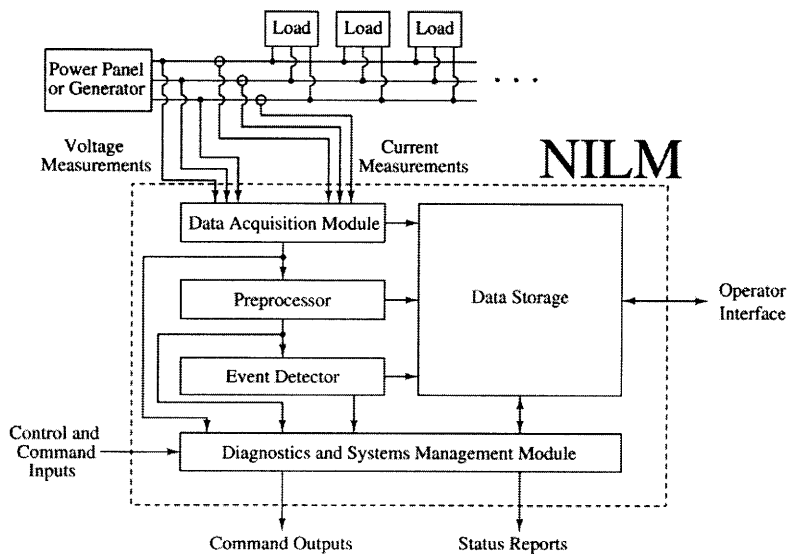 Load
Load
Load
Power Panel
or Generator
. . .
Voltage
Measurements
Current
Measurements
NILM
Data Acquisition Module
Preprocessor
Data Storage
Operator
Interface
Event Detector
Control and
Command
Inputs
Diagnostics and Systems Management Module
Command Outputs
Status Reports